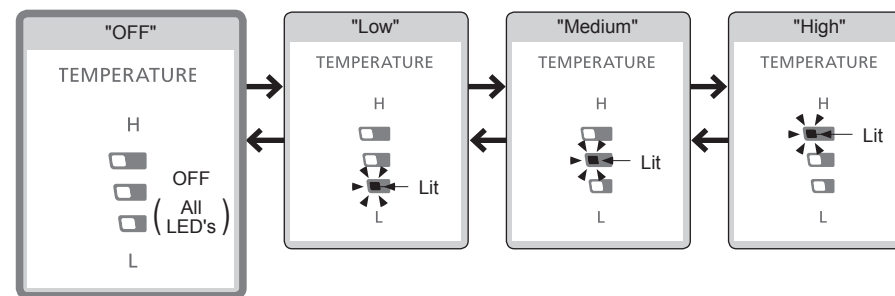 "OFF"
TEMPERATURE
H
OFF
( All
LED's )
L
"Low"
TEMPERATURE
H
Lit
L
"Medium"
TEMPERATURE
H
Lit
L
"High"
TEMPERATURE
H
Lit
L